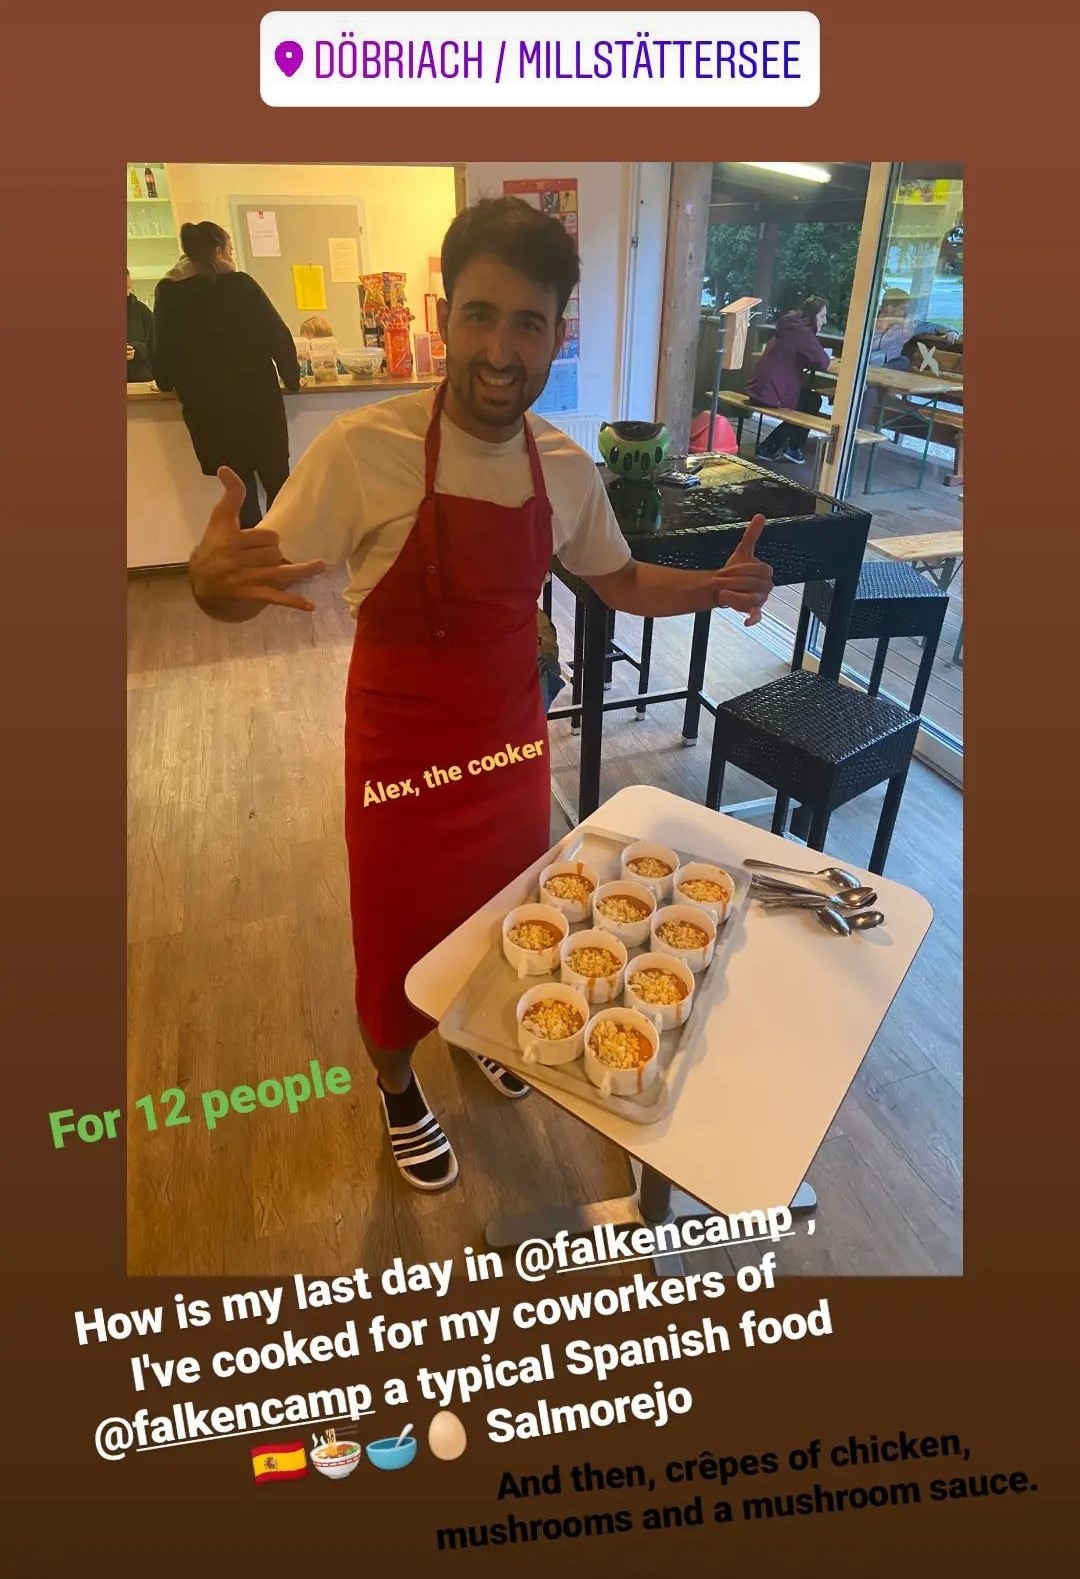 DÖBRIACH / MILLSTÄTTERSEE
Álex, the cooker
For 12 people
How is my last day in @falkencamp ,
I've cooked for my coworkers of
@falkencamp a typical Spanish food
🇪🇸🍜🥣🥚 Salmorejo
And then, crêpes of chicken,
mushrooms and a mushroom sauce.